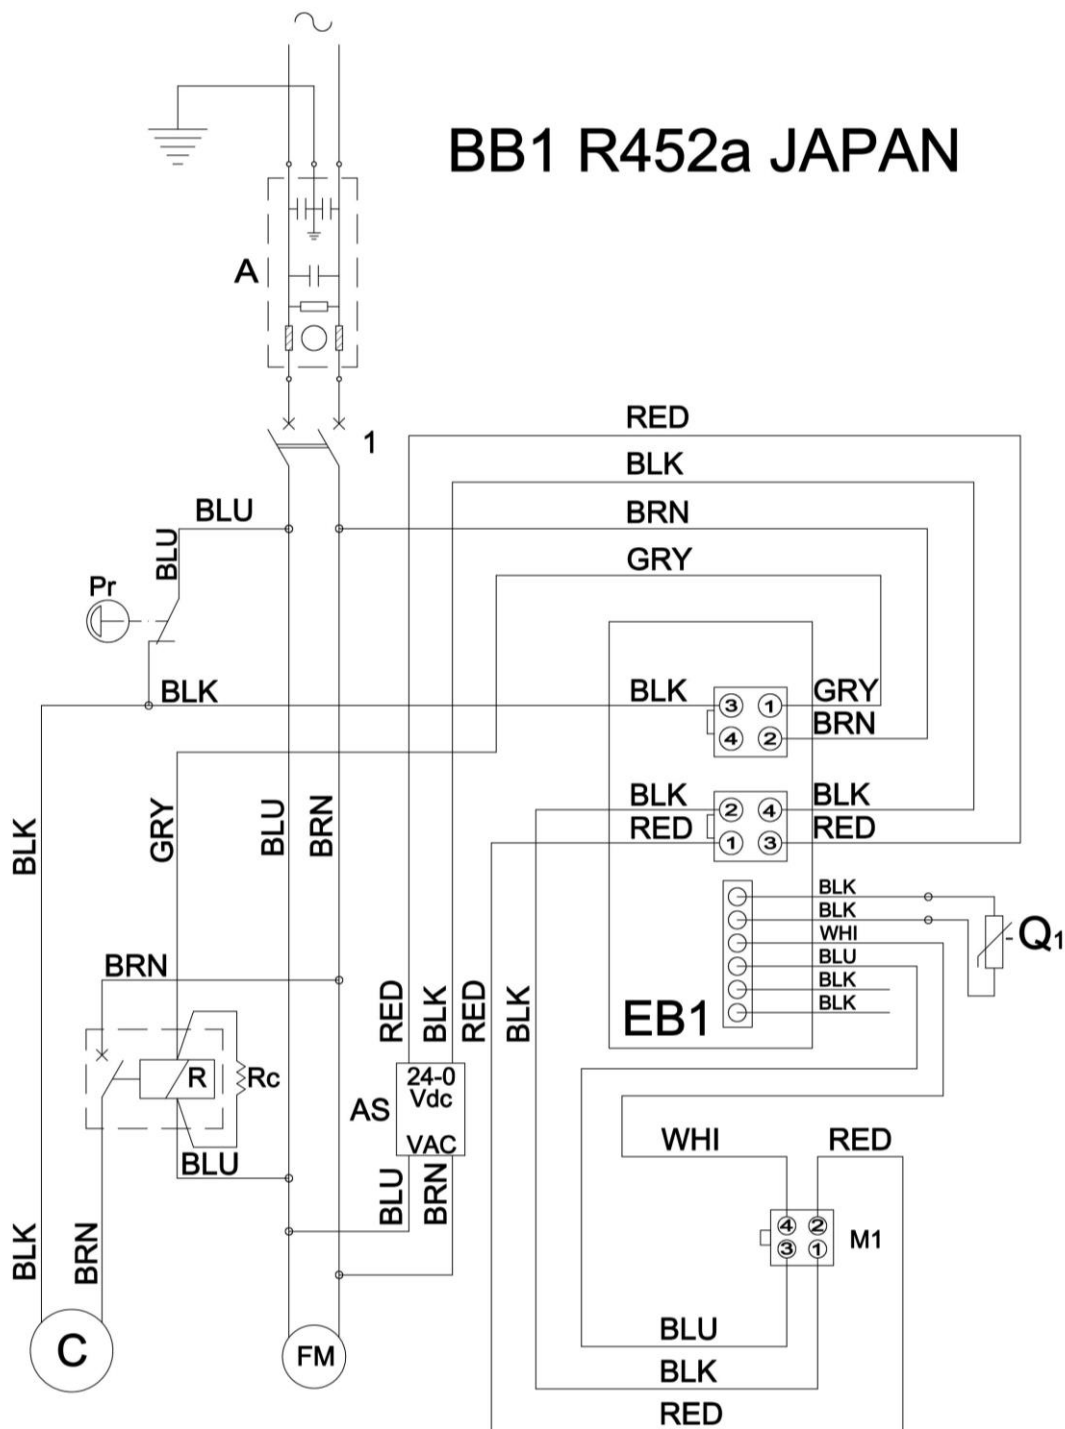 BB1 R452a JAPAN
A
1
RED
BLK
BRN
GRY
BLU
BLU
Pr
BLK
BLK
3
1
GRY
4
2
BRN
BLK
2
4
BLK
RED
1
3
RED
BLK
GRY
BLU
BRN
BLK
BLK
WHI
BLU
BLK
BLK
Q1
EB1
BRN
RED
BLK
RED
BLK
R
Rc
AS
24-0
Vdc
VAC
BLU
BLU
BRN
WHI
RED
4
2
3
1
M1
BLK
BRN
C
FM
BLU
BLK
RED